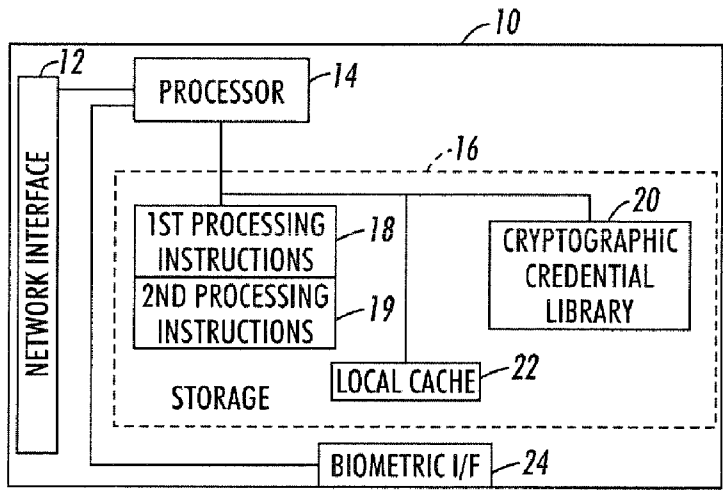 10
12
PROCESSOR
14
NETWORK INTERFACE
16
1ST PROCESSING
INSTRUCTIONS
18
2ND PROCESSING
INSTRUCTIONS
19
20
CRYPTOGRAPHIC
CREDENTIAL
LIBRARY
LOCAL CACHE
22
STORAGE
BIOMETRIC I/F
24